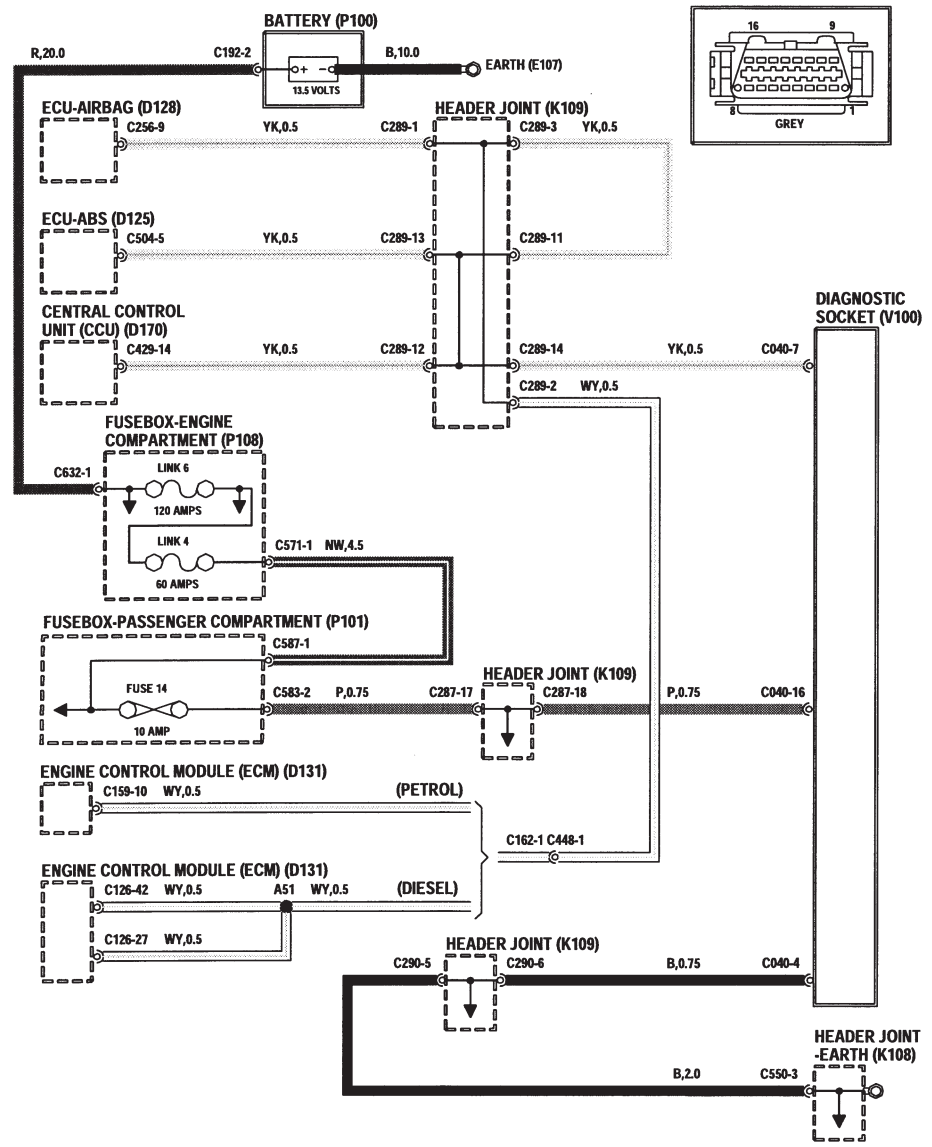 BATTERY (P100)
R,20.0
C192-2
B,10.0
EARTH (E107)
+ −
13.5 VOLTS
16
9
8
1
GREY
ECU-AIRBAG (D128)
HEADER JOINT (K109)
C256-9
YK,0.5
C289-1
C289-3
YK,0.5
ECU-ABS (D125)
C504-5
YK,0.5
C289-13
C289-11
CENTRAL CONTROL
UNIT (CCU) (D170)
DIAGNOSTIC
SOCKET (V100)
C429-14
YK,0.5
C289-12
C289-14
YK,0.5
C040-7
C289-2
WY,0.5
FUSEBOX-ENGINE
COMPARTMENT (P108)
C632-1
LINK 6
120 AMPS
LINK 4
60 AMPS
C571-1
NW,4.5
FUSEBOX-PASSENGER COMPARTMENT (P101)
C587-1
FUSE 14
10 AMP
C583-2
P,0.75
C287-17
HEADER JOINT (K109)
C287-18
P,0.75
C040-16
ENGINE CONTROL MODULE (ECM) (D131)
C159-10
WY,0.5
(PETROL)
C162-1
C448-1
ENGINE CONTROL MODULE (ECM) (D131)
C126-42
WY,0.5
A51
WY,0.5
(DIESEL)
C126-27
WY,0.5
HEADER JOINT (K109)
C290-5
C290-6
B,0.75
C040-4
HEADER JOINT
-EARTH (K108)
B,2.0
C550-3